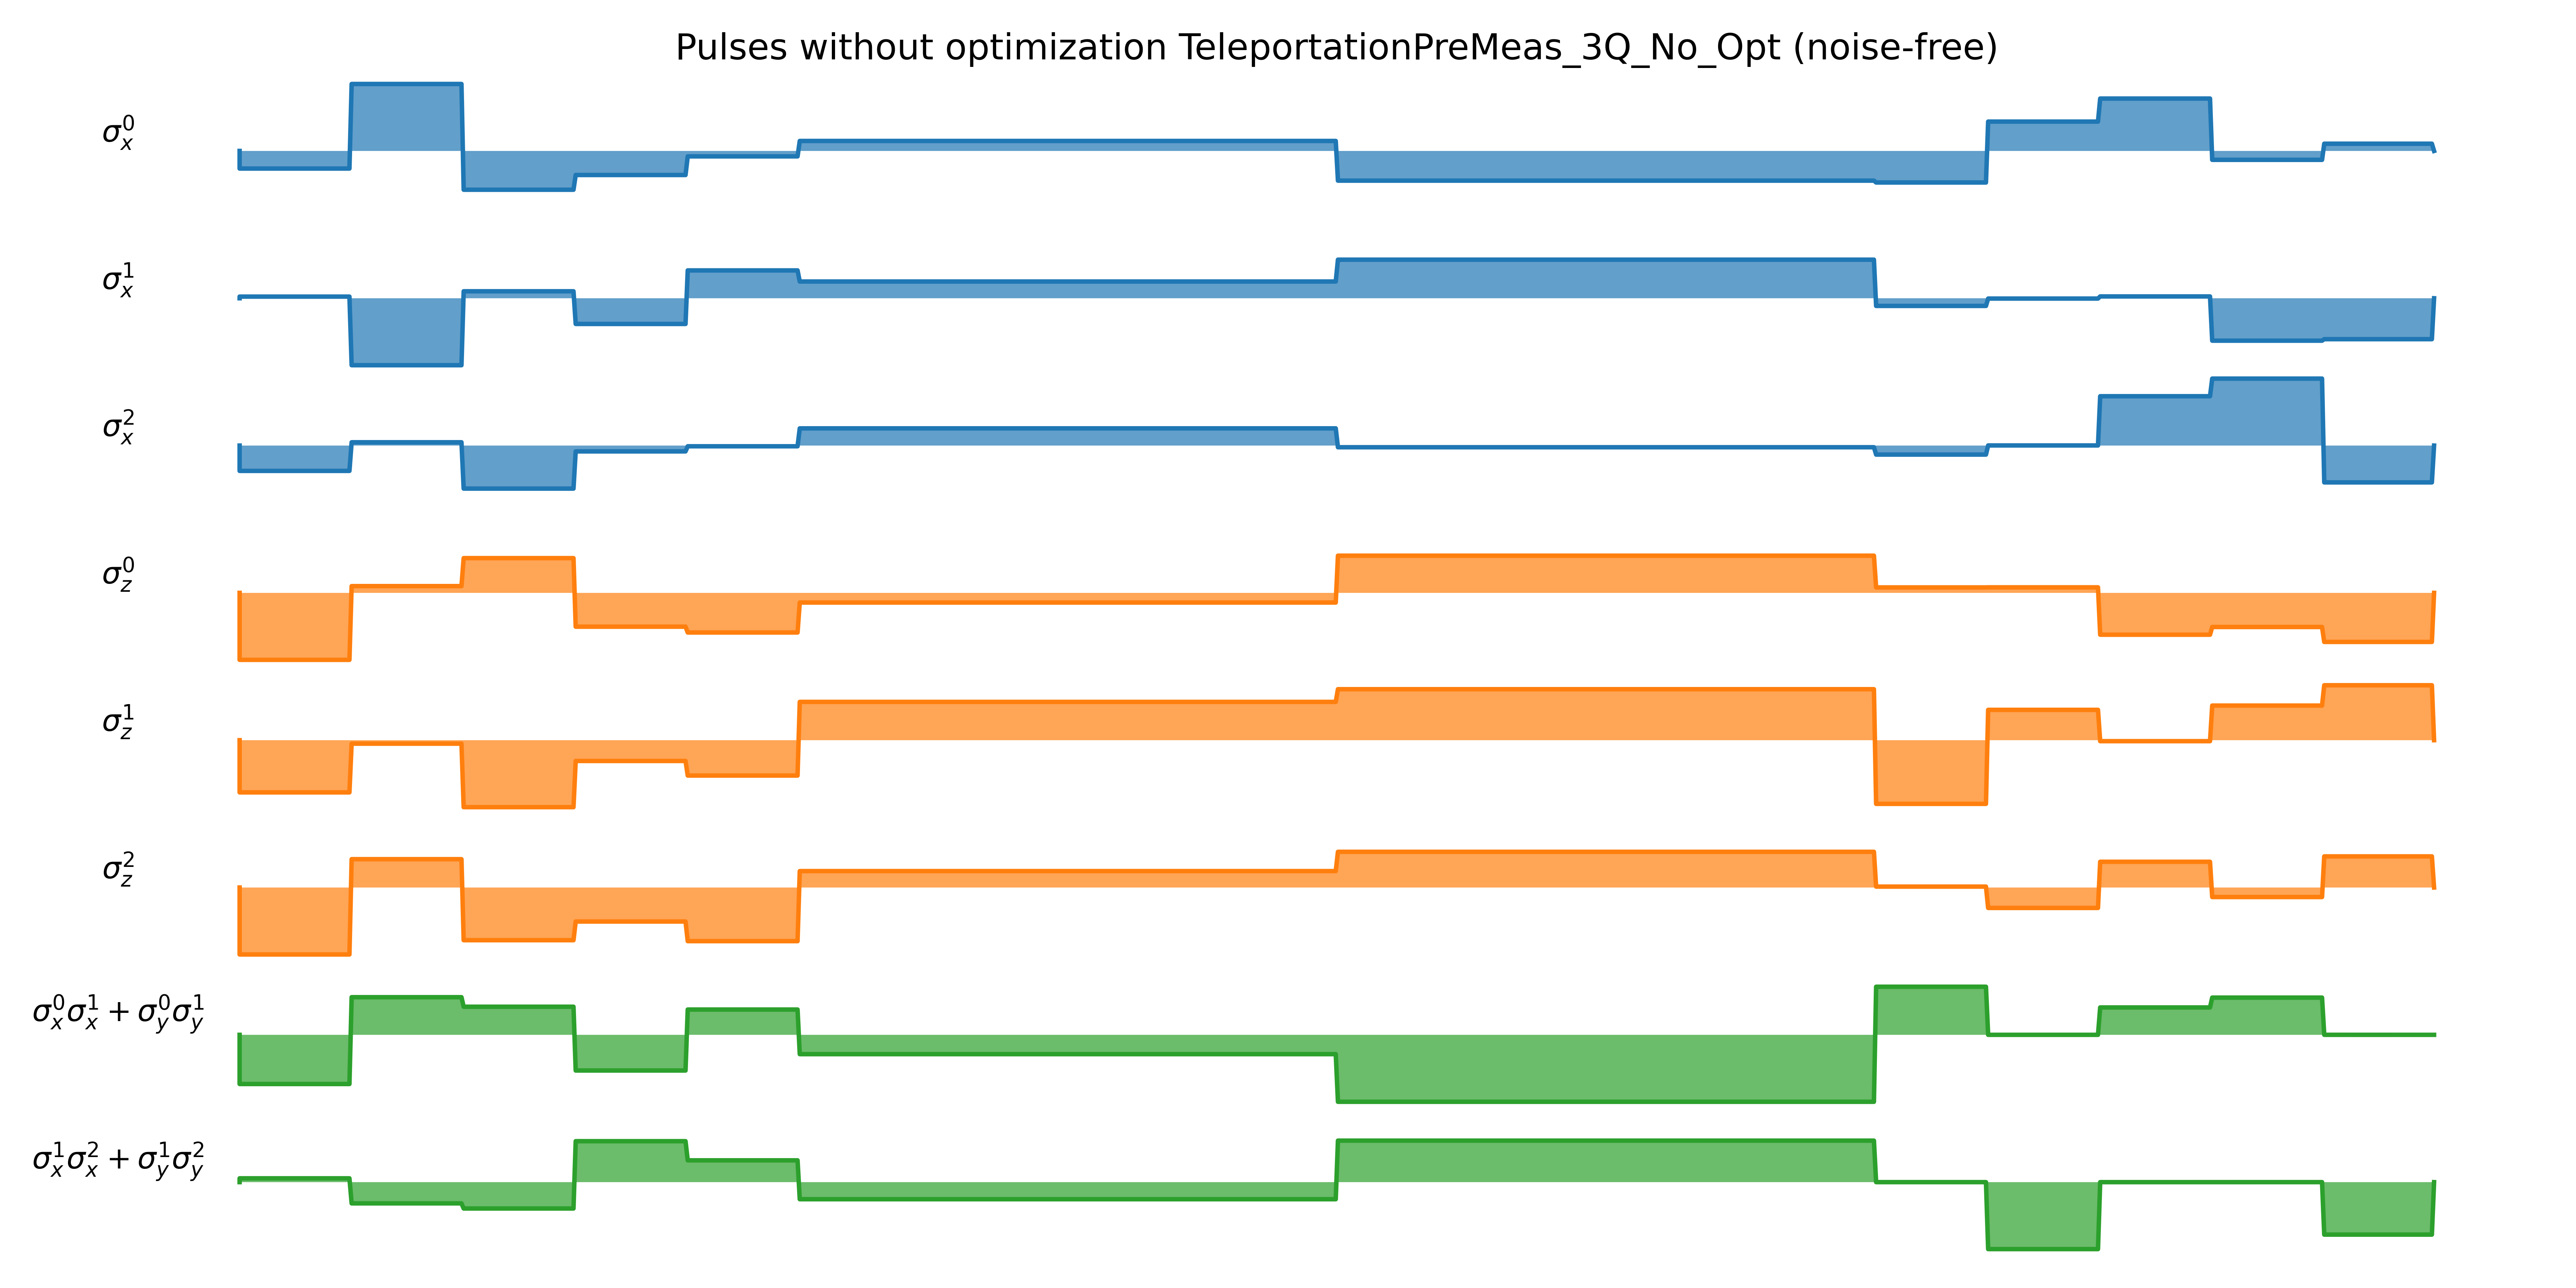 Pulses without optimization TeleportationPreMeas_3Q_No_Opt (noise-free)
σ_x^0
σ_x^1
σ_x^2
σ_z^0
σ_z^1
σ_z^2
σ_x^0σ_x^1 + σ_y^0σ_y^1
σ_x^1σ_x^2 + σ_y^1σ_y^2